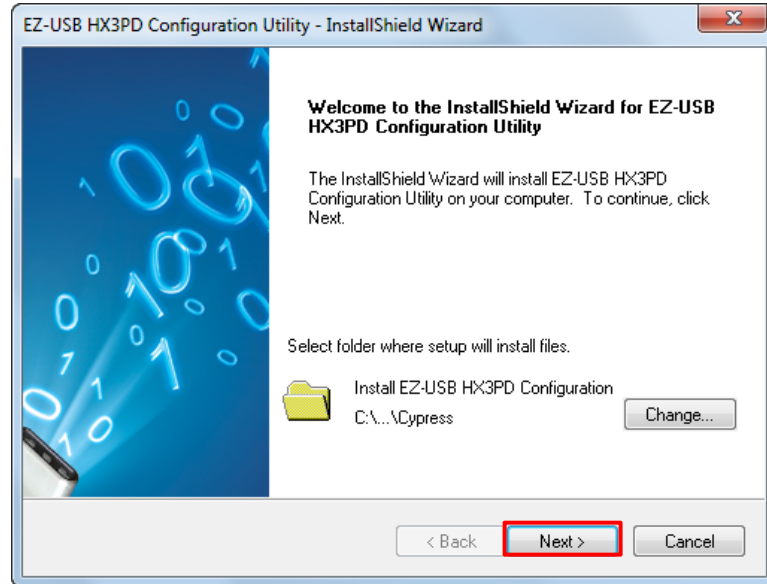 EZ-USB HX3PD Configuration Utility - InstallShield Wizard
Welcome to the InstallShield Wizard for EZ-USB
HX3PD Configuration Utility
The InstallShield Wizard will install EZ-USB HX3PD
Configuration Utility on your computer. To continue, click
Next.
Select folder where setup will install files.
Install EZ-USB HX3PD Configuration
C:\...\Cypress
Change...
< Back
Next >
Cancel